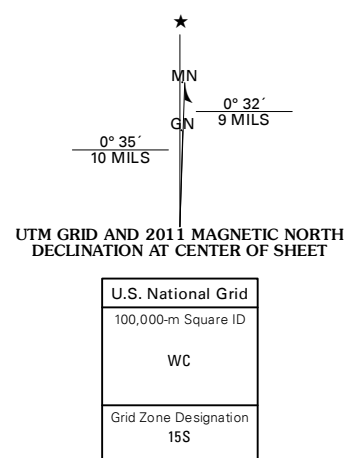 ★
MN
0° 32´
9 MILS
GN
0° 35´
10 MILS
UTM GRID AND 2011 MAGNETIC NORTH
DECLINATION AT CENTER OF SHEET
U.S. National Grid
100,000-m Square ID
WC
Grid Zone Designation
15S